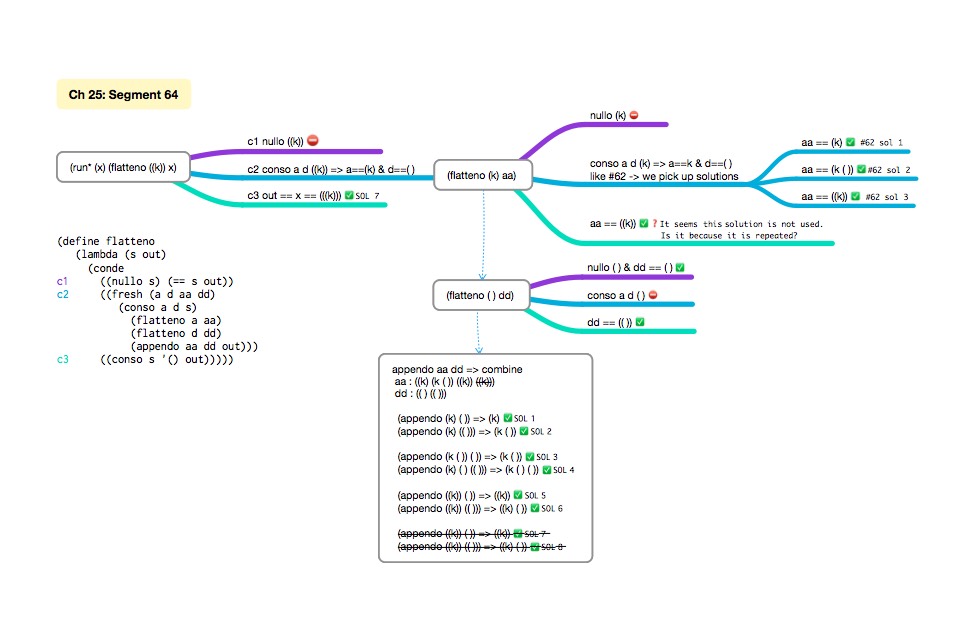 Ch 25: Segment 64
(run* (x) (flatteno ((k)) x)
c1 nullo ((k)) ⛔
c2 conso a d ((k)) => a==(k) & d==( )
c3 out == x == (((k))) ✅ SOL 7
(flatteno (k) aa)
nullo (k) ⛔
conso a d (k) => a==k & d==( )
like #62 -> we pick up solutions
aa == (k) ✅ #62 sol 1
aa == (k ( )) ✅ #62 sol 2
aa == ((k)) ✅ #62 sol 3
aa == ((k)) ✅ ❓ It seems this solution is not used.
Is it because it is repeated?
(define flatteno
(lambda (s out)
(conde
c1 ((nullo s) (== s out))
c2 ((fresh (a d aa dd)
(conso a d s)
(flatteno a aa)
(flatteno d dd)
(appendo aa dd out)))
c3 ((conso s '() out)))))
(flatteno ( ) dd)
nullo ( ) & dd == ( ) ✅
conso a d ( ) ⛔
dd == (( )) ✅
appendo aa dd => combine
aa : ((k) (k ( )) ((k)) ((k)))
dd : (( ) (( )))
(appendo (k) ( )) => (k) ✅ SOL 1
(appendo (k) (( ))) => (k ( )) ✅ SOL 2
(appendo (k ( )) ( )) => (k ( )) ✅ SOL 3
(appendo (k) ( ) (( ))) => (k ( ) ( )) ✅ SOL 4
(appendo ((k)) ( )) => ((k)) ✅ SOL 5
(appendo ((k)) (( ))) => ((k) ( )) ✅ SOL 6
(appendo ((k)) ( )) => ((k)) ✅ SOL 7
(appendo ((k)) (( ))) => ((k) ( )) ✅ SOL 8